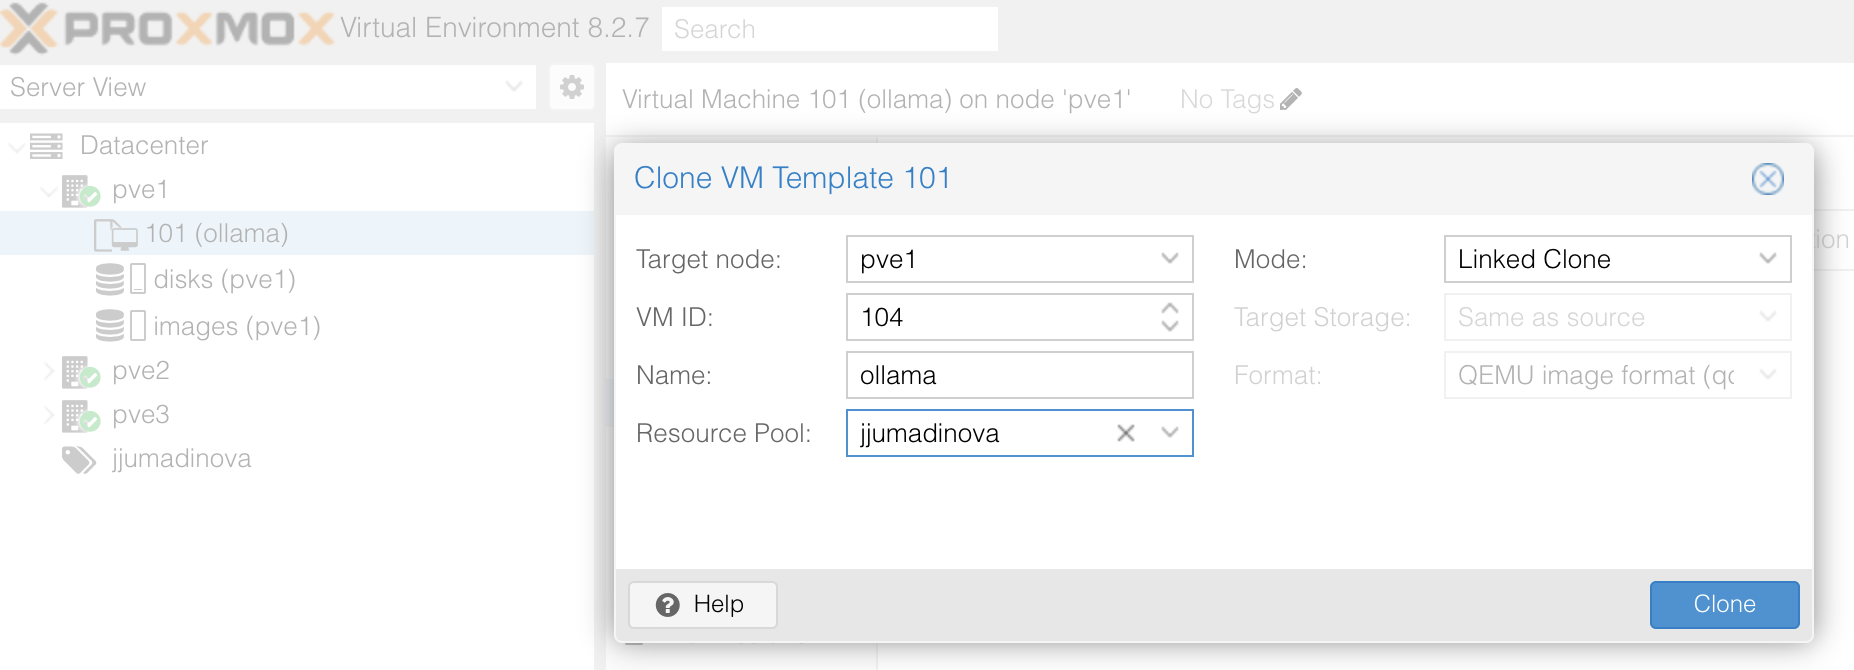 PROXMOX Virtual Environment 8.2.7 Search
Server View
Virtual Machine 101 (ollama) on node 'pve1' No Tags
Datacenter
pve1
101 (ollama)
disks (pve1)
images (pve1)
pve2
pve3
jjumadinova
Clone VM Template 101
Target node: pve1 Mode: Linked Clone
VM ID: 104 Target Storage: Same as source
Name: ollama Format: QEMU image format (qc
Resource Pool: jjumadinova
Help Clone